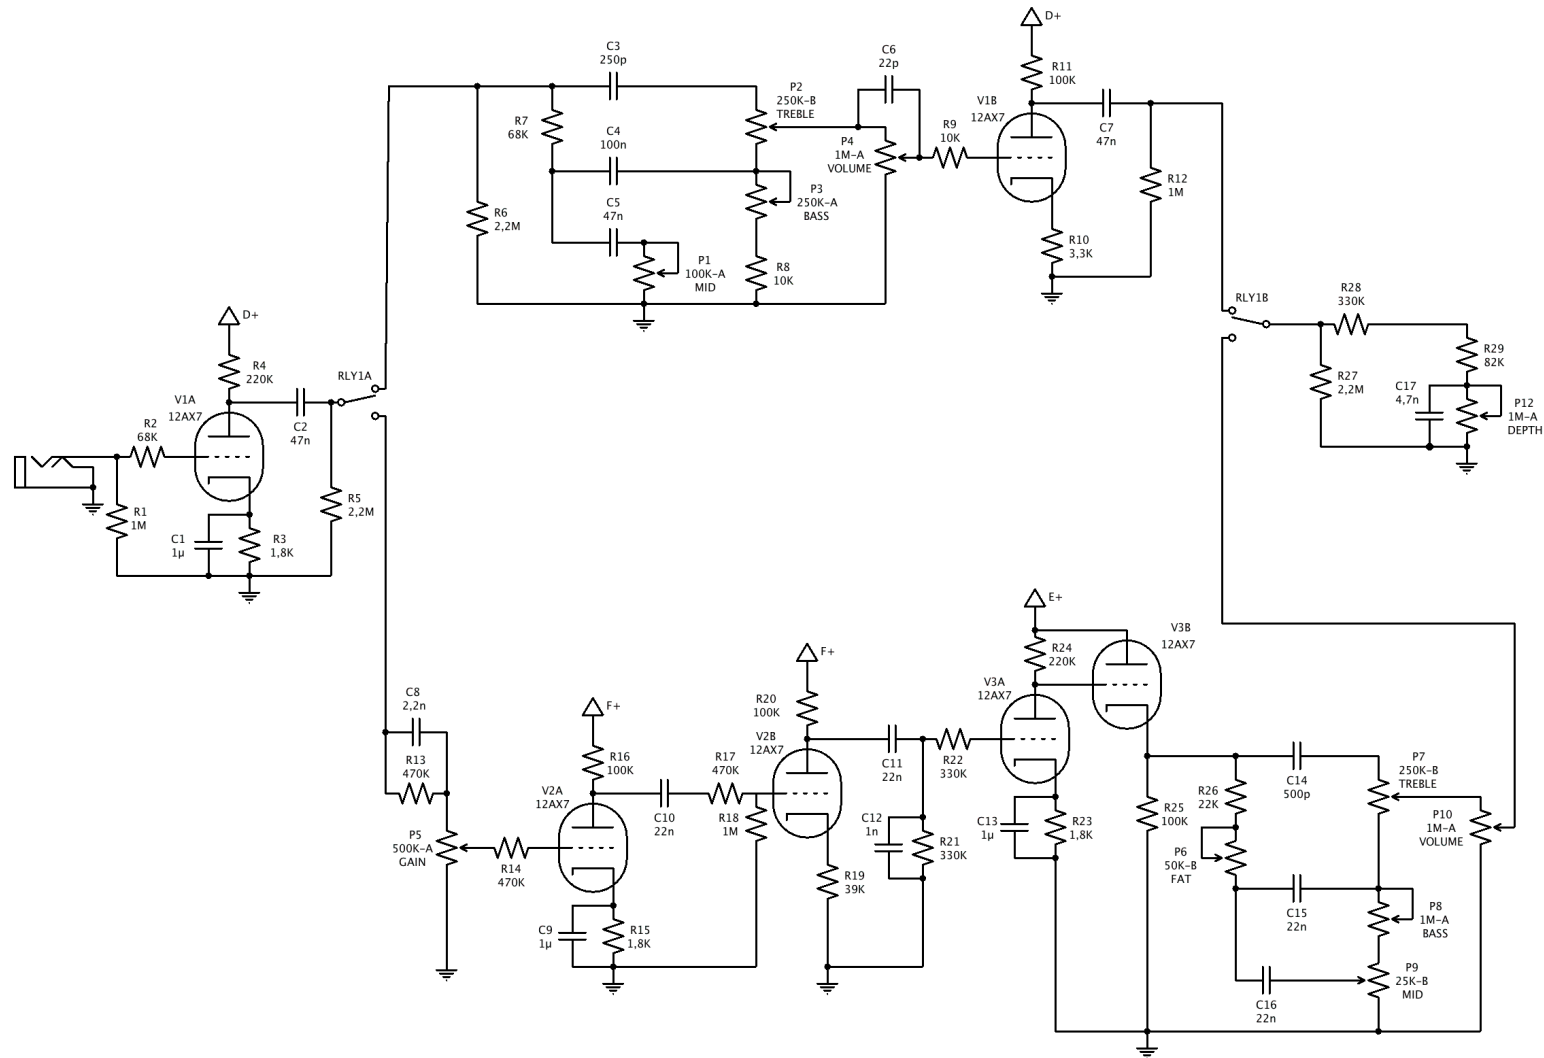 D+
R11
100K
C3
250p
C6
22p
P2
250K-B
TREBLE
V1B
12AX7
R7
68K
C4
100n
R9
10K
C7
47n
P4
1M-A
VOLUME
R12
1M
P3
250K-A
BASS
C5
47n
R6
2,2M
R10
3,3K
P1
100K-A
MID
R8
10K
RLY1B
R28
330K
D+
R4
220K
RLY1A
R29
82K
R27
2,2M
C17
4,7n
P12
1M-A
DEPTH
V1A
12AX7
R2
68K
C2
47n
R1
1M
R5
2,2M
C1
1µ
R3
1,8K
E+
V3B
12AX7
R24
220K
F+
V3A
12AX7
C8
2,2n
F+
R20
100K
V2B
12AX7
R13
470K
R16
100K
R17
470K
C11
22n
R22
330K
C14
500p
P7
250K-B
TREBLE
V2A
12AX7
R26
22K
C10
22n
R18
1M
C12
1n
C13
1µ
R23
1,8K
R25
100K
P10
1M-A
VOLUME
P5
500K-A
GAIN
R21
330K
P6
50K-B
FAT
R14
470K
R19
39K
C15
22n
P8
1M-A
BASS
C9
1µ
R15
1,8K
P9
25K-B
MID
C16
22n